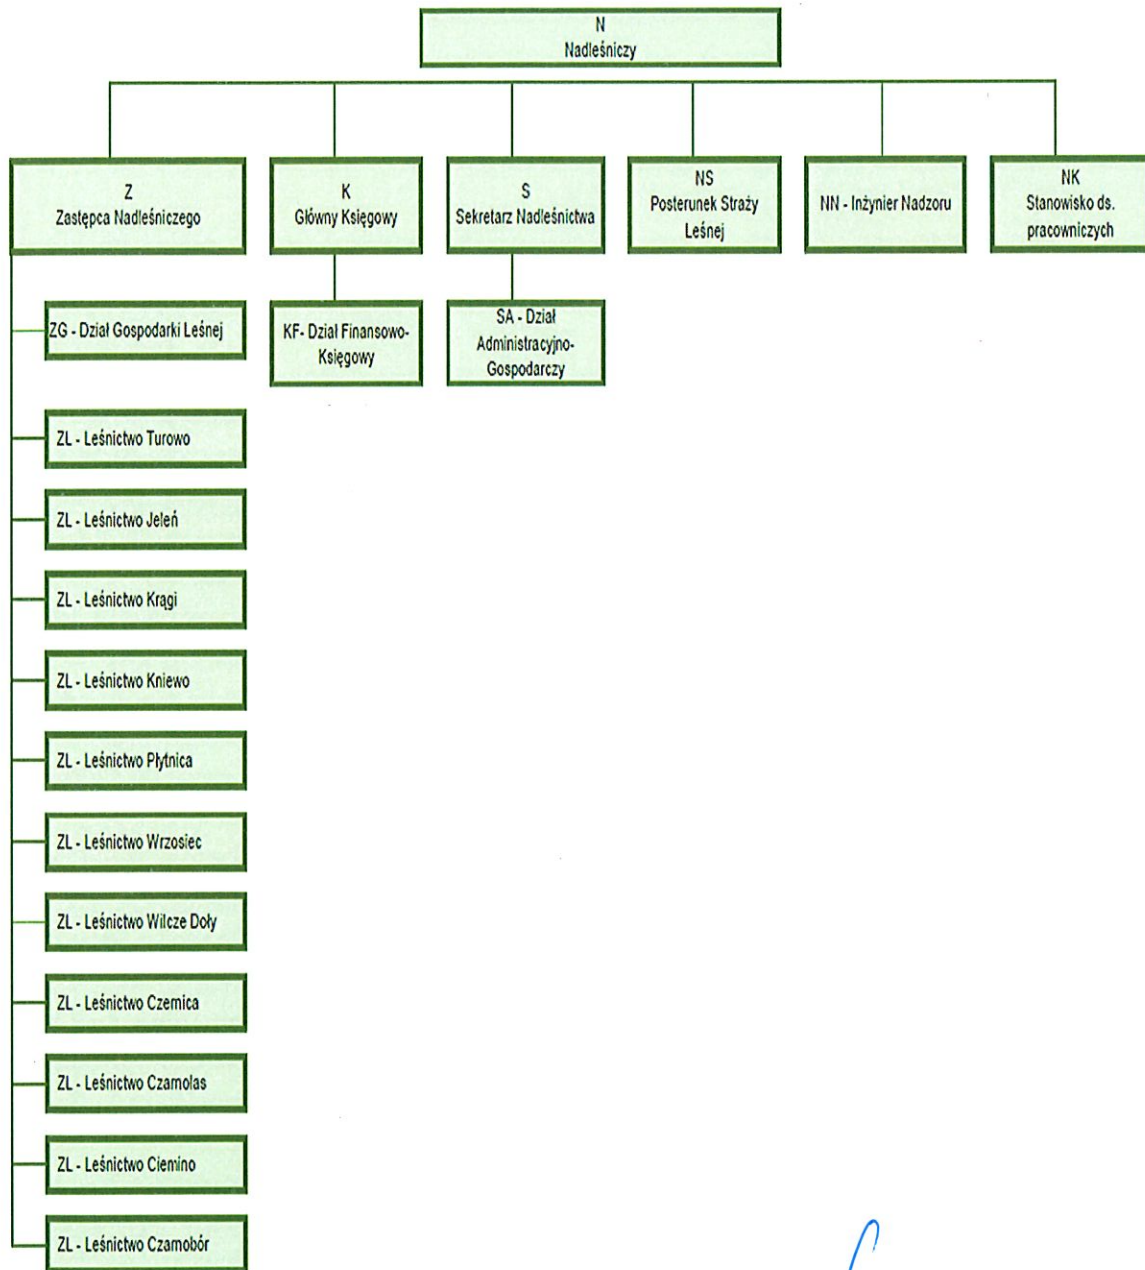 N
Nadleśniczy
Z
Zastępca Nadleśniczego
K
Główny Księgowy
S
Sekretarz Nadleśnictwa
NS
Posterunek Straży
Leśnej
NN - Inżynier Nadzoru
NK
Stanowisko ds.
pracowniczych
ZG - Dział Gospodarki Leśnej
KF- Dział Finansowo-
Księgowy
SA - Dział
Administracyjno-
Gospodarczy
ZL - Leśnictwo Turowo
ZL - Leśnictwo Jeleń
ZL - Leśnictwo Krągi
ZL - Leśnictwo Kniewo
ZL - Leśnictwo Płytnica
ZL - Leśnictwo Wrzosiec
ZL - Leśnictwo Wilcze Doły
ZL - Leśnictwo Czernica
ZL - Leśnictwo Czarnolas
ZL - Leśnictwo Ciemino
ZL - Leśnictwo Czarnobór